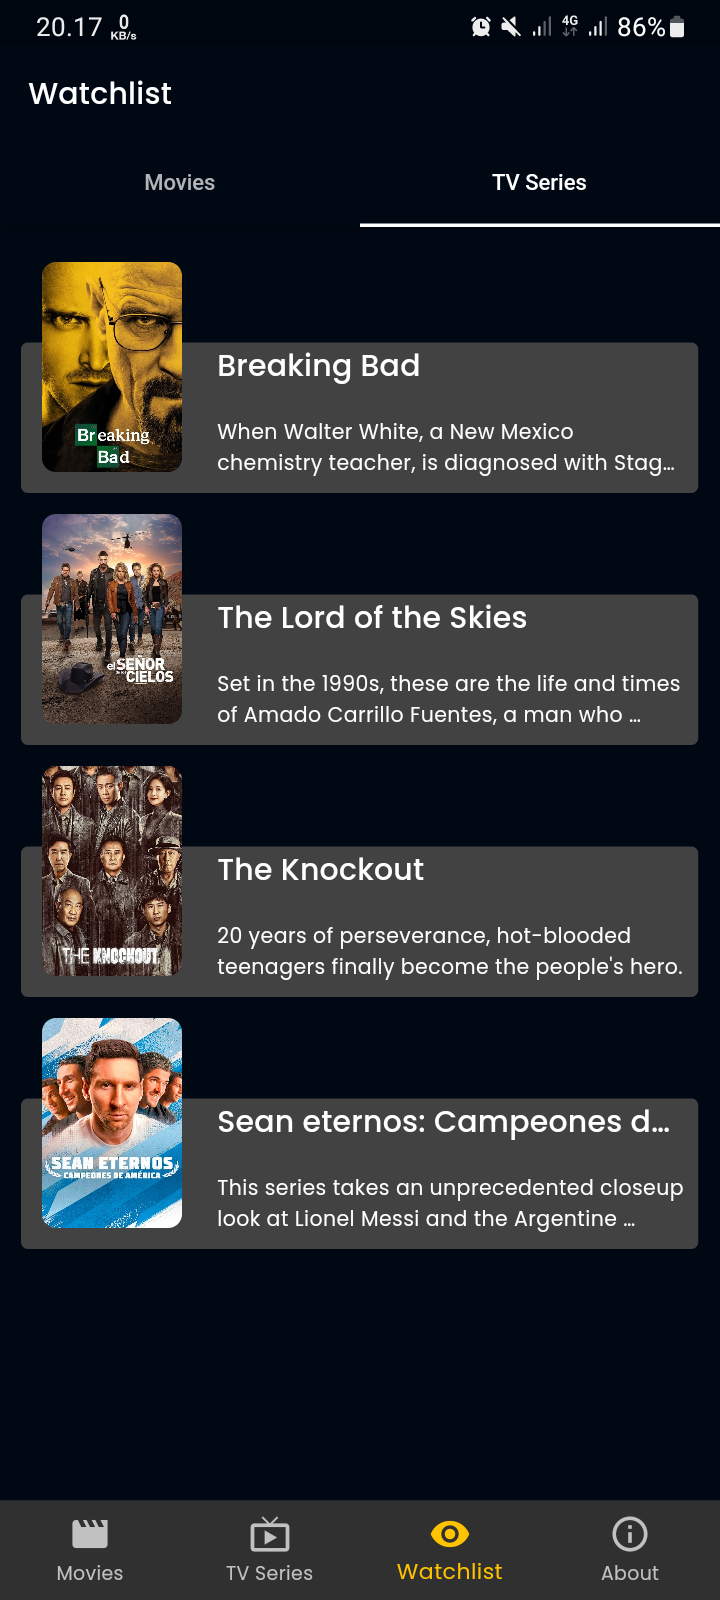 20.17 0 KB/s 4G 86%
Watchlist
Movies TV Series
Breaking Bad
When Walter White, a New Mexico
chemistry teacher, is diagnosed with Stag...
Breaking
Bad
The Lord of the Skies
Set in the 1990s, these are the life and times
of Amado Carrillo Fuentes, a man who ...
el SEÑOR
DE LOS CIELOS
The Knockout
20 years of perseverance, hot-blooded
teenagers finally become the people's hero.
THE KNOCKOUT
Sean eternos: Campeones d...
This series takes an unprecedented closeup
look at Lionel Messi and the Argentine ...
SEAN ETERNOS
CAMPEONES DE AMÉRICA
Movies TV Series Watchlist About